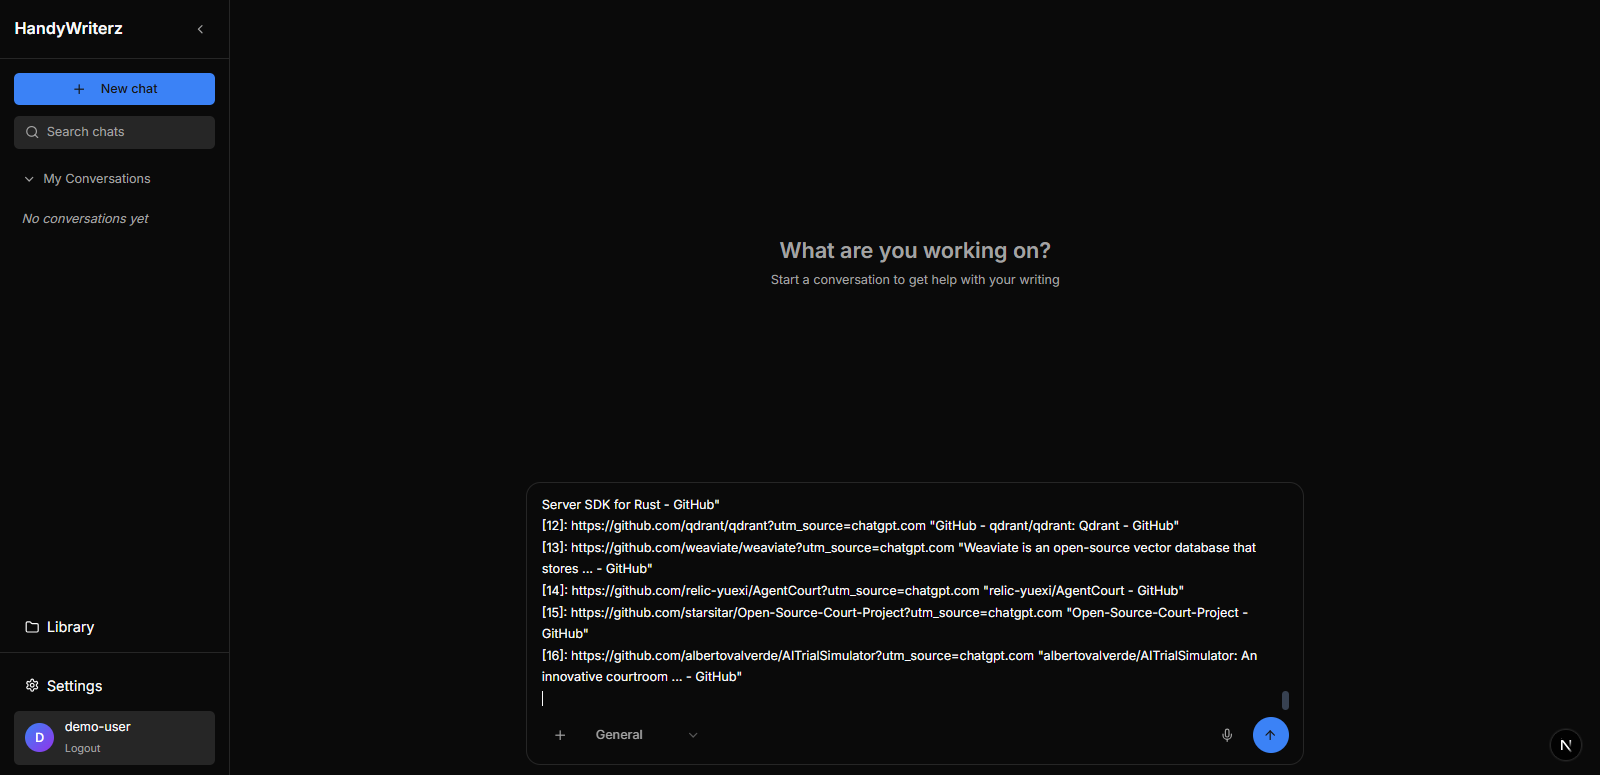 HandyWriterz
New chat
Search chats
My Conversations
No conversations yet
Library
Settings
D
demo-user
Logout
What are you working on?
Start a conversation to get help with your writing
Server SDK for Rust - GitHub"
[12]: https://github.com/qdrant/qdrant?utm_source=chatgpt.com "GitHub - qdrant/qdrant: Qdrant - GitHub"
[13]: https://github.com/weaviate/weaviate?utm_source=chatgpt.com "Weaviate is an open-source vector database that
stores ... - GitHub"
[14]: https://github.com/relic-yuexi/AgentCourt?utm_source=chatgpt.com "relic-yuexi/AgentCourt - GitHub"
[15]: https://github.com/starsitar/Open-Source-Court-Project?utm_source=chatgpt.com "Open-Source-Court-Project -
GitHub"
[16]: https://github.com/albertovalverde/AITrialSimulator?utm_source=chatgpt.com "albertovalverde/AITrialSimulator: An
innovative courtroom ... - GitHub"
General
N